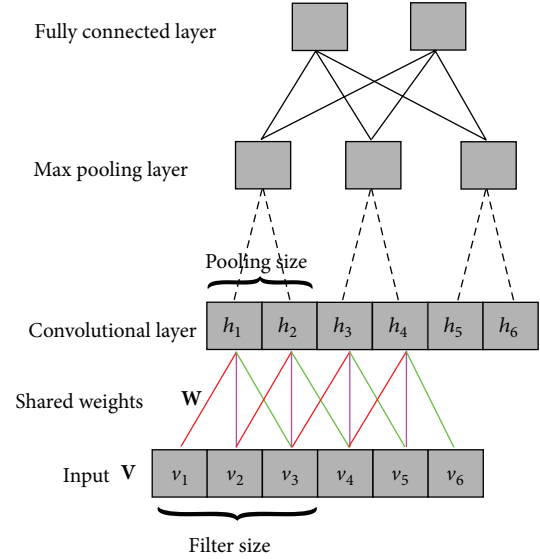 Fully connected layer
Max pooling layer
Pooling size
Convolutional layer h₁ h₂ h₃ h₄ h₅ h₆
Shared weights W
Input V v₁ v₂ v₃ v₄ v₅ v₆
Filter size